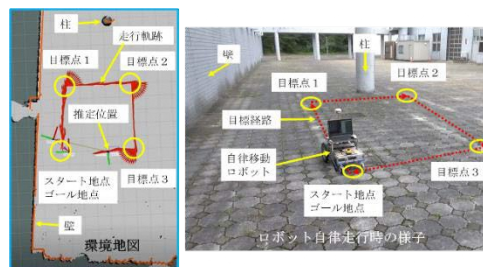 柱
走行軌跡
目標点1
目標点2
推定位置
スタート地点
ゴール地点
目標点3
壁
環境地図
壁
柱
目標点1
目標点2
目標経路
自律移動
ロボット
目標点3
スタート地点
ゴール地点
ロボット自律走行時の様子